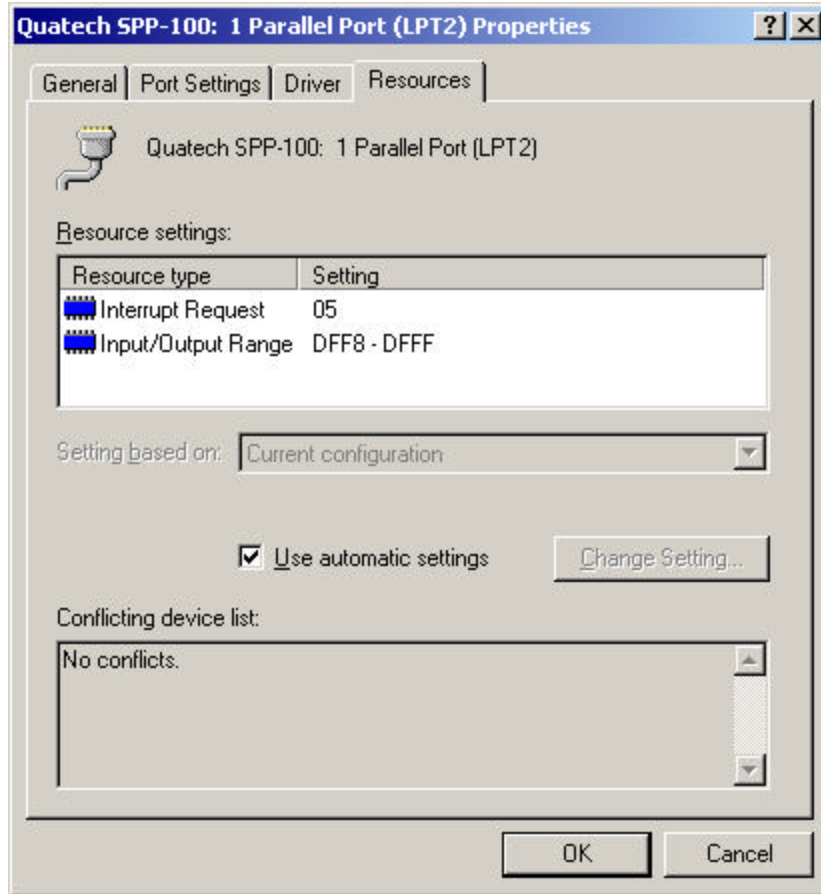 Quatech SPP-100:  1 Parallel Port (LPT2) Properties
General Port Settings Driver Resources
Quatech SPP-100:  1 Parallel Port (LPT2)
Resource settings:
Resource type Setting
Interrupt Request 05
Input/Output Range DFF8 - DFFF
Setting based on: Current configuration
Use automatic settings Change Setting...
Conflicting device list:
No conflicts.
OK Cancel